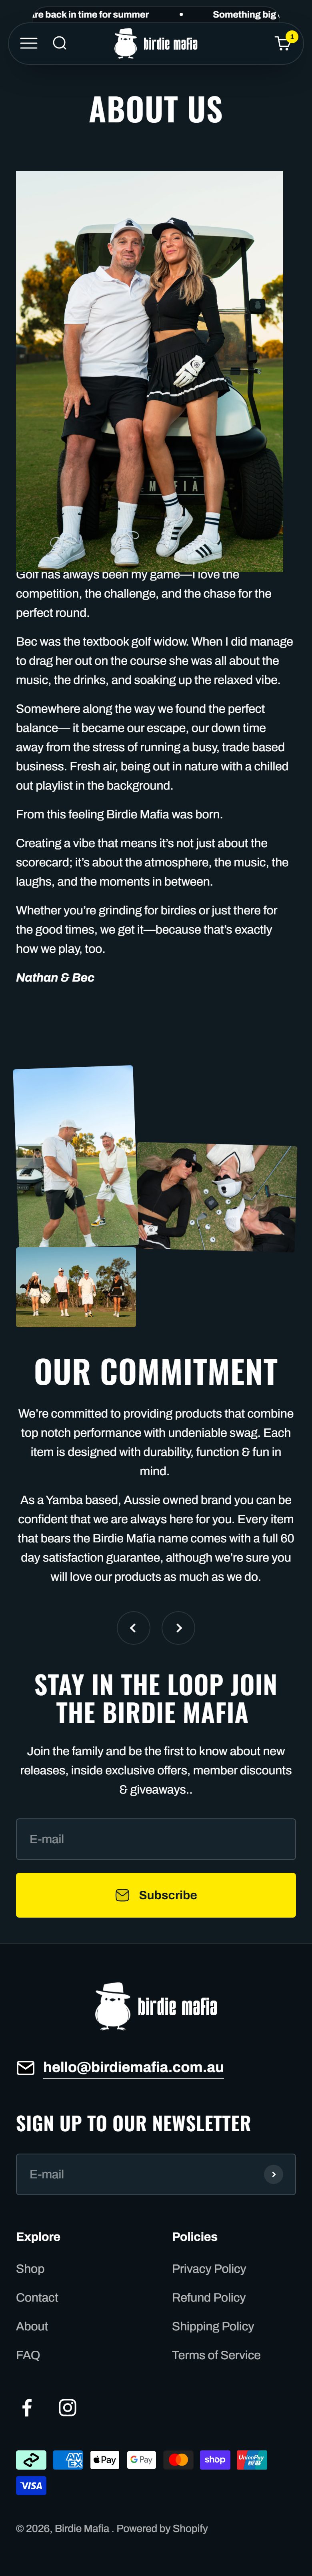 are back in time for summer • Something big
birdie mafia
1
ABOUT US
MAFIA
Golf has always been my game—I love the
competition, the challenge, and the chase for the
perfect round.
Bec was the textbook golf widow. When I did manage
to drag her out on the course she was all about the
music, the drinks, and soaking up the relaxed vibe.
Somewhere along the way we found the perfect
balance— it became our escape, our down time
away from the stress of running a busy, trade based
business. Fresh air, being out in nature with a chilled
out playlist in the background.
From this feeling Birdie Mafia was born.
Creating a vibe that means it’s not just about the
scorecard; it’s about the atmosphere, the music, the
laughs, and the moments in between.
Whether you’re grinding for birdies or just there for
the good times, we get it—because that’s exactly
how we play, too.
Nathan & Bec
OUR COMMITMENT
We’re committed to providing products that combine
top notch performance with undeniable swag. Each
item is designed with durability, function & fun in
mind.
As a Yamba based, Aussie owned brand you can be
confident that we are always here for you. Every item
that bears the Birdie Mafia name comes with a full 60
day satisfaction guarantee, although we’re sure you
will love our products as much as we do.
STAY IN THE LOOP JOIN
THE BIRDIE MAFIA
Join the family and be the first to know about new
releases, inside exclusive offers, member discounts
& giveaways..
E-mail
Subscribe
birdie mafia
hello@birdiemafia.com.au
SIGN UP TO OUR NEWSLETTER
E-mail
Explore
Shop
Contact
About
FAQ
Policies
Privacy Policy
Refund Policy
Shipping Policy
Terms of Service
AMEX Pay G Pay shop UnionPay
VISA
© 2026, Birdie Mafia . Powered by Shopify